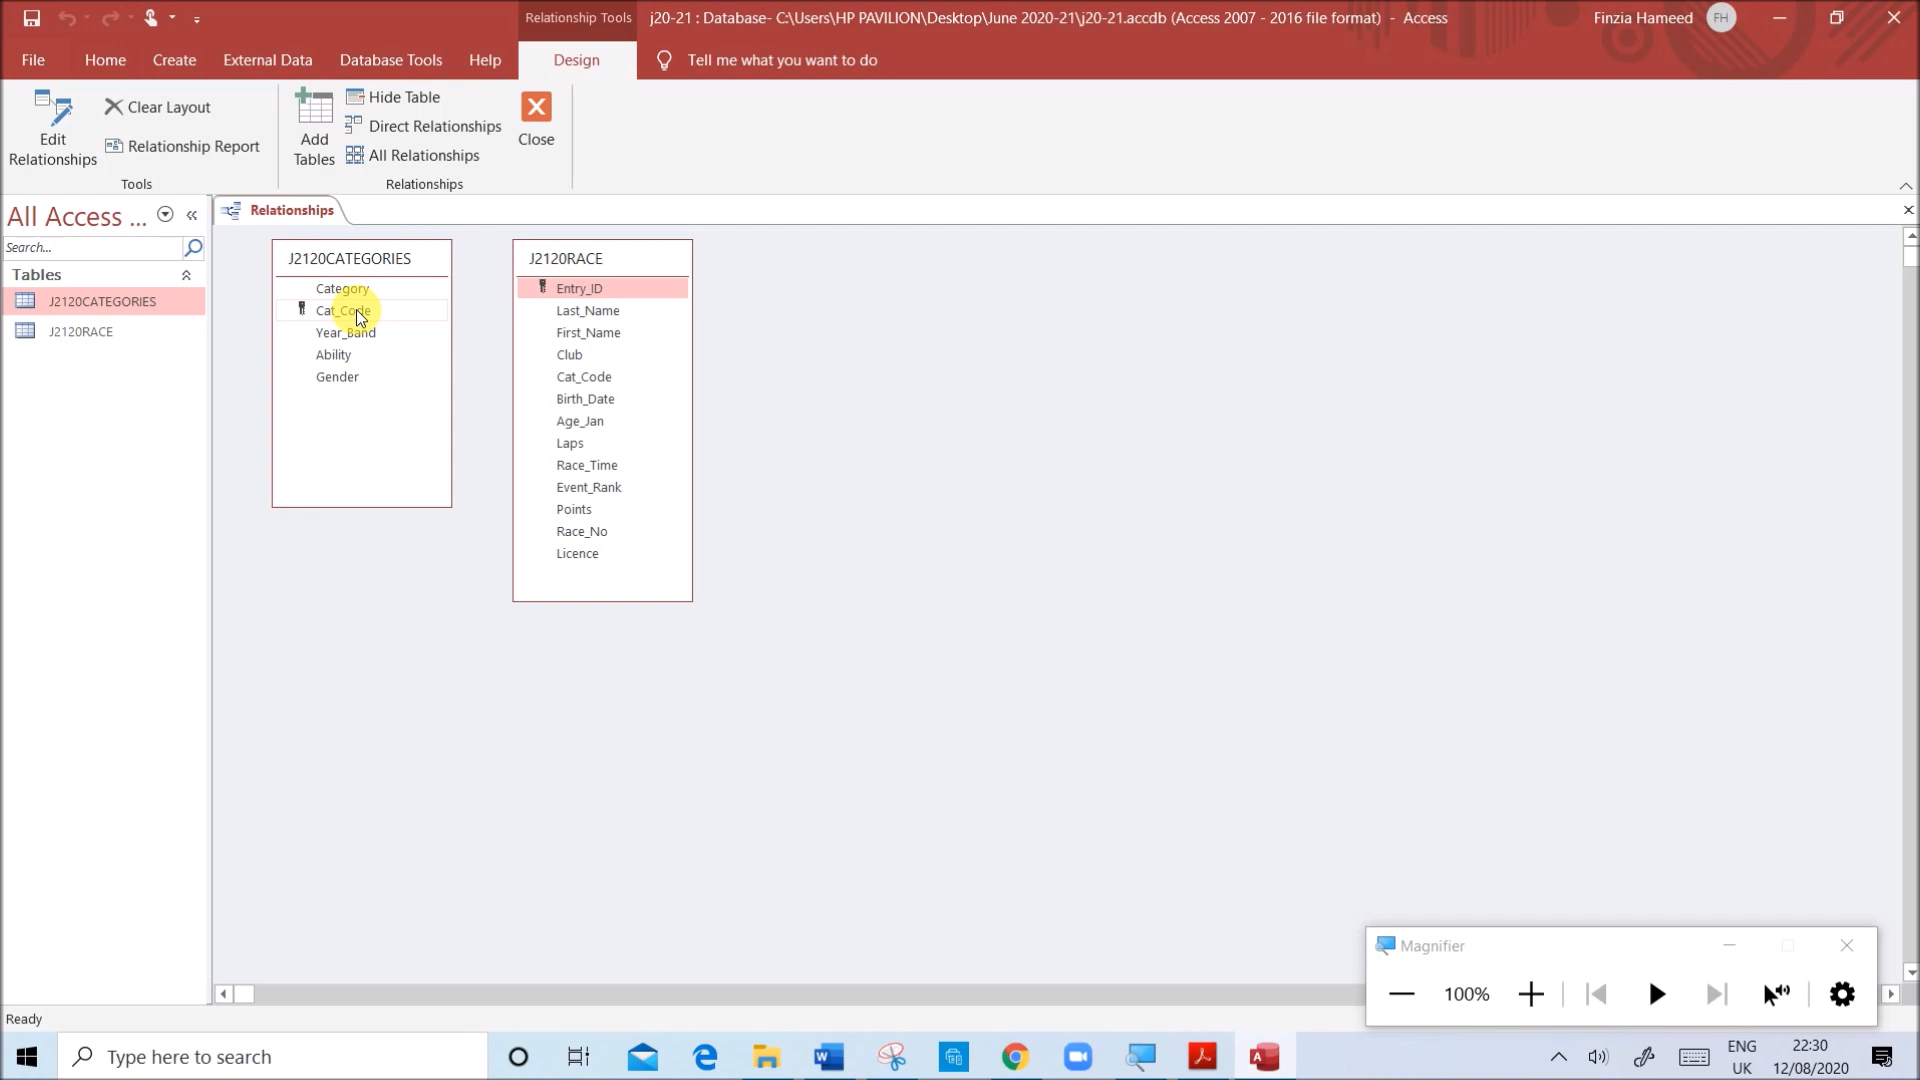 Relationship Tools
j20-21 : Database- C:\Users\HP PAVILION\Desktop\June 2020-21\j20-21.accdb (Access 2007 - 2016 file format) - Access
Finzia Hameed
FH
File Home Create External Data Database Tools Help Design Tell me what you want to do
Edit Relationships
Clear Layout
Relationship Report
Tools
Add Tables
Hide Table
Direct Relationships
All Relationships
Close
Relationships
All Access ...
Search...
Tables
J2120CATEGORIES
J2120RACE
Relationships
J2120CATEGORIES
Category
Cat_Code
Year_Band
Ability
Gender
J2120RACE
Entry_ID
Last_Name
First_Name
Club
Cat_Code
Birth_Date
Age_Jan
Laps
Race_Time
Event_Rank
Points
Race_No
Licence
Magnifier
100%
Ready
Type here to search
ENG
UK
22:30
12/08/2020